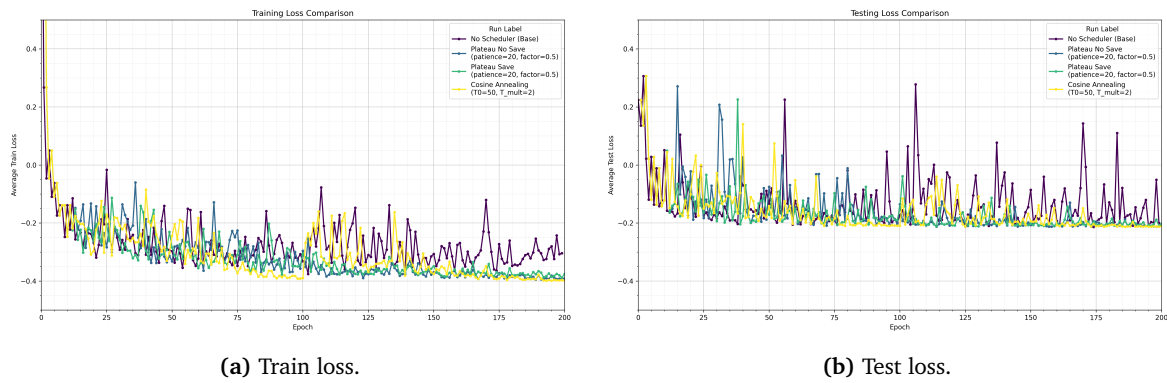 Training Loss Comparison
Run Label
No Scheduler (Base)
Plateau No Save
(patience=20, factor=0.5)
Plateau Save
(patience=20, factor=0.5)
Cosine Annealing
(T0=50, T_mult=2)
Average Train Loss
0.4
0.2
0.0
−0.2
−0.4
0 25 50 75 100 125 150 175 200
Epoch
(a) Train loss.
Testing Loss Comparison
Run Label
No Scheduler (Base)
Plateau No Save
(patience=20, factor=0.5)
Plateau Save
(patience=20, factor=0.5)
Cosine Annealing
(T0=50, T_mult=2)
Average Test Loss
0.4
0.2
0.0
−0.2
−0.4
0 25 50 75 100 125 150 175 200
Epoch
(b) Test loss.